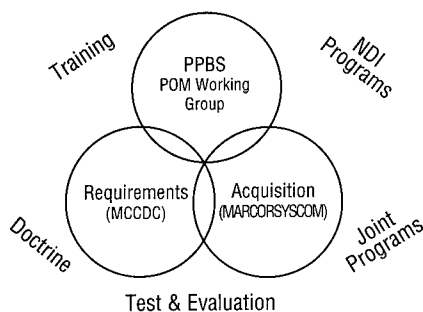 Training
NDI
Programs
PPBS
POM Working
Group
Requirements
(MCCDC)
Acquisition
(MARCORSYSCOM)
Doctrine
Joint
Programs
Test & Evaluation